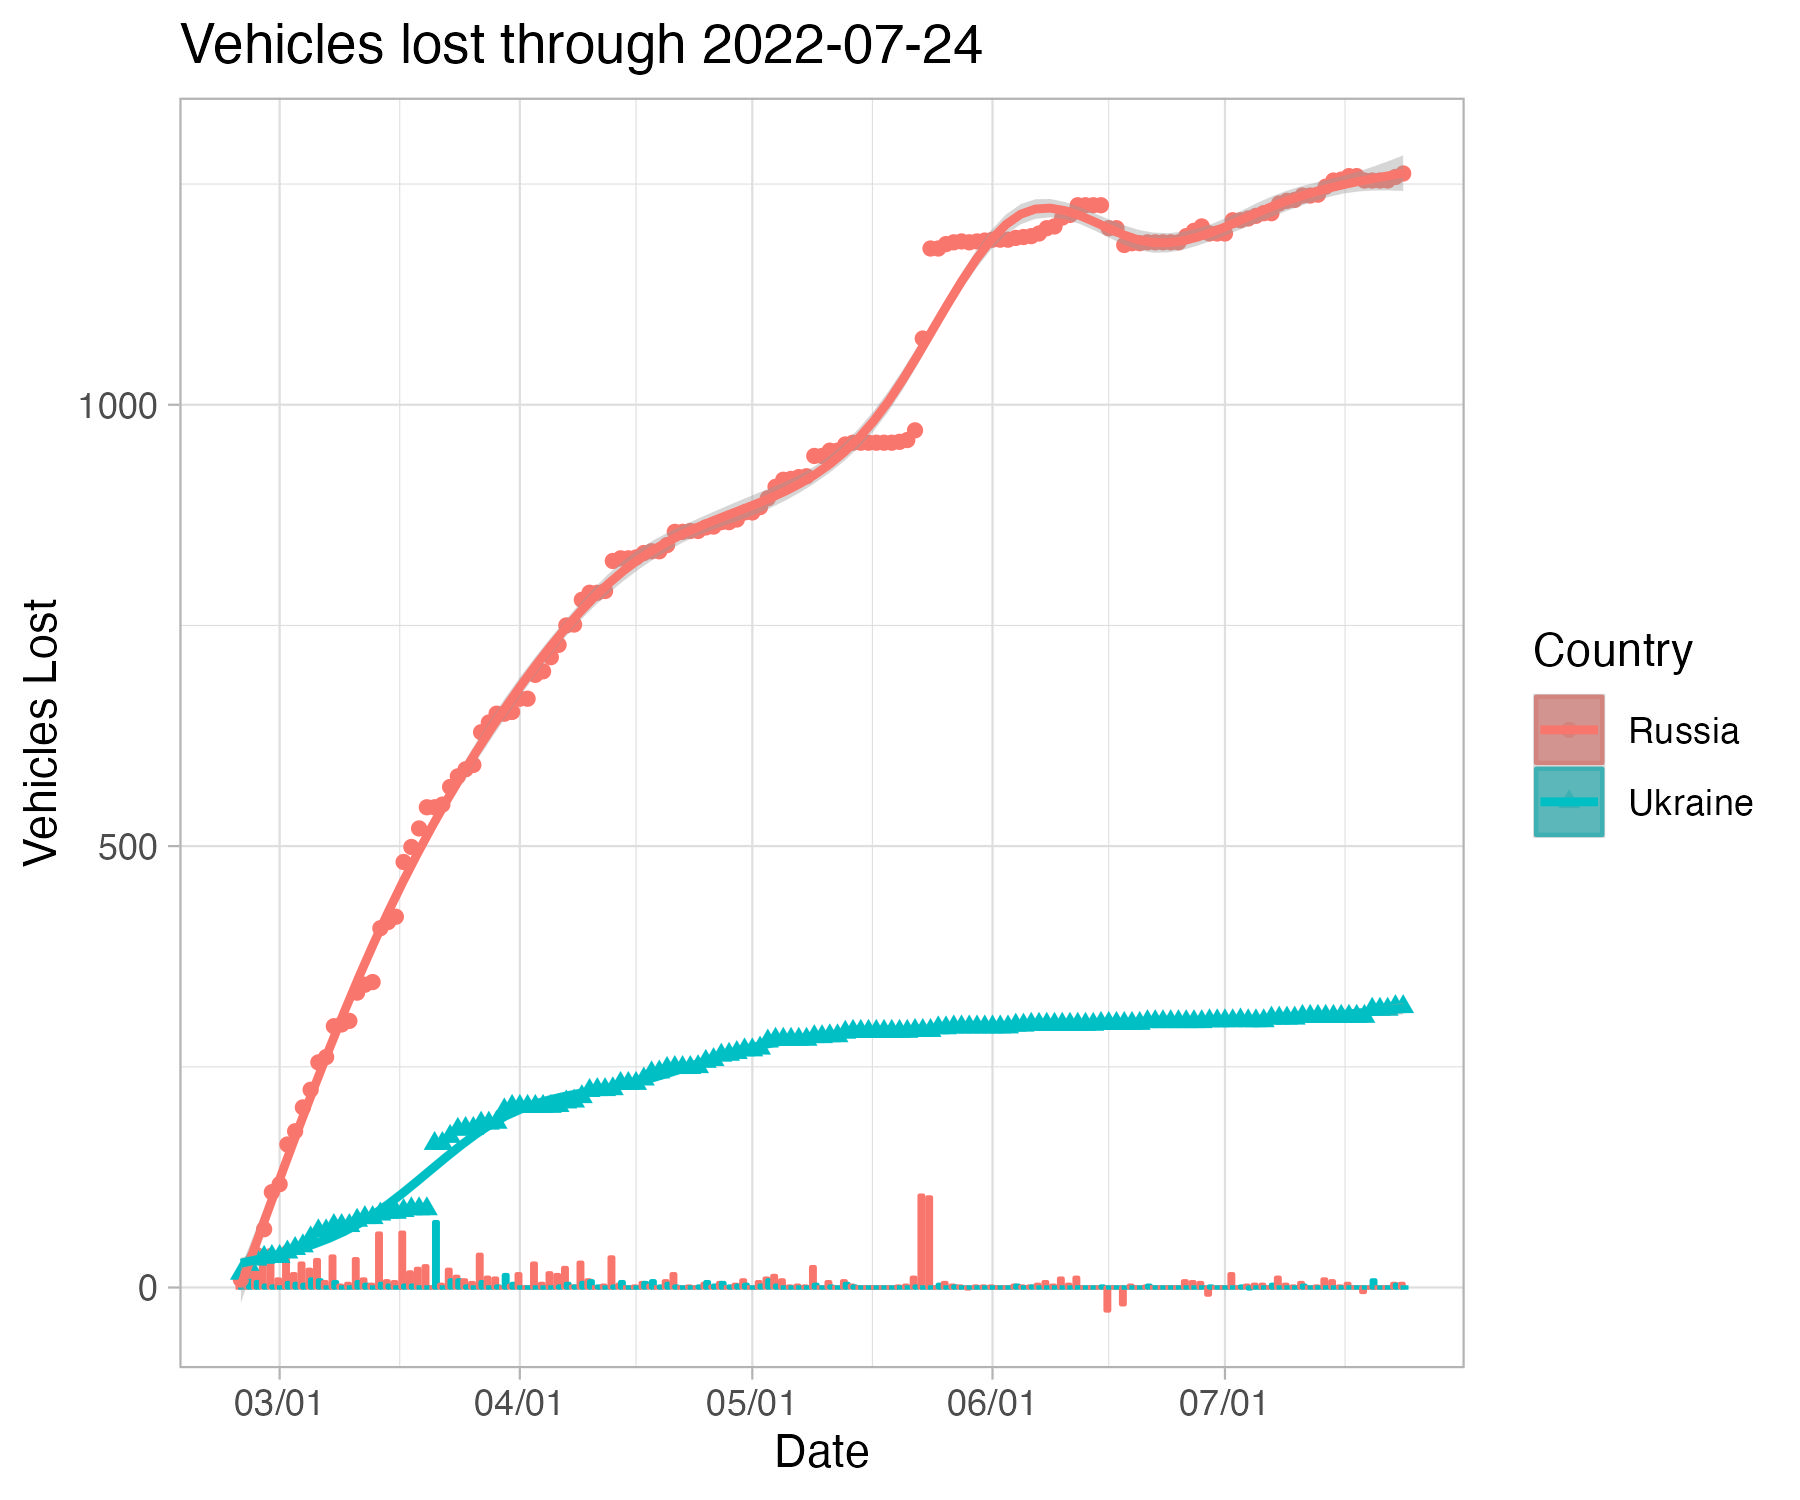 Vehicles lost through 2022-07-24
Vehicles Lost
1000
500
0
03/01
04/01
05/01
06/01
07/01
Date
Country
Russia
Ukraine